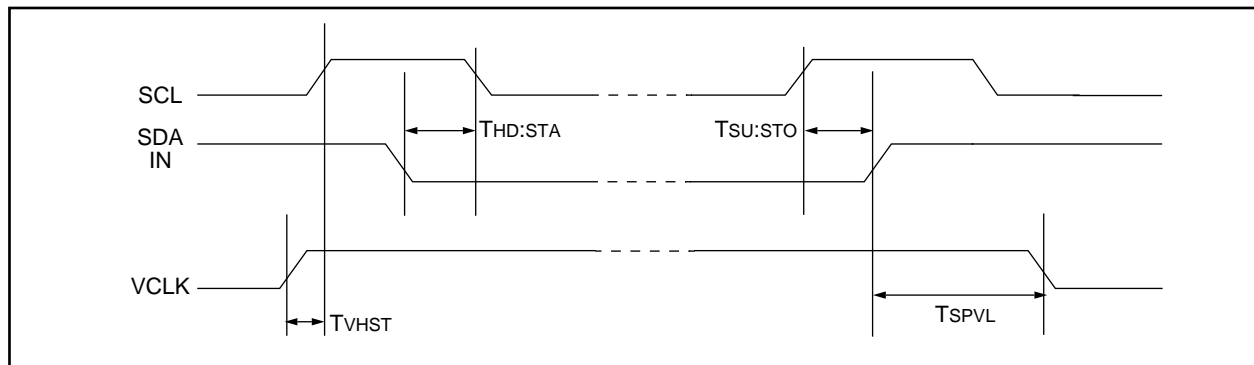 SCL
THD:STA
TSU:STO
SDA
IN
VCLK
TVHST
TSPVL